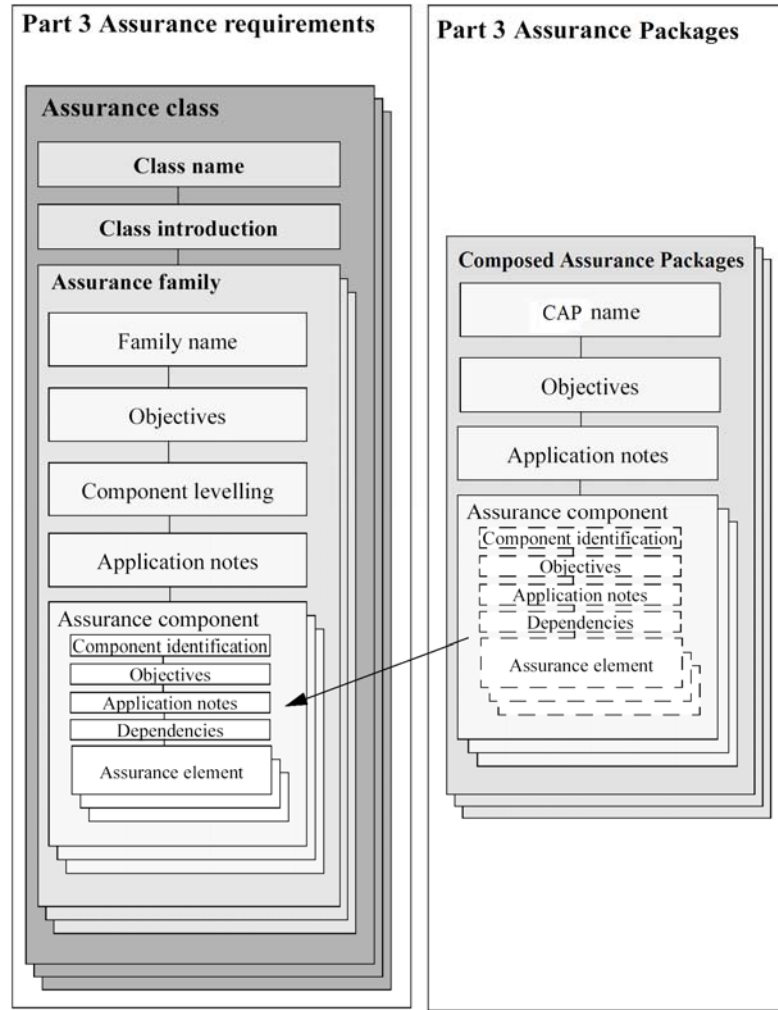 Part 3 Assurance requirements
Assurance class
Class name
Class introduction
Assurance family
Family name
Objectives
Component levelling
Application notes
Assurance component
Component identification
Objectives
Application notes
Dependencies
Assurance element
Part 3 Assurance Packages
Composed Assurance Packages
CAP name
Objectives
Application notes
Assurance component
Component identification
Objectives
Application notes
Dependencies
Assurance element